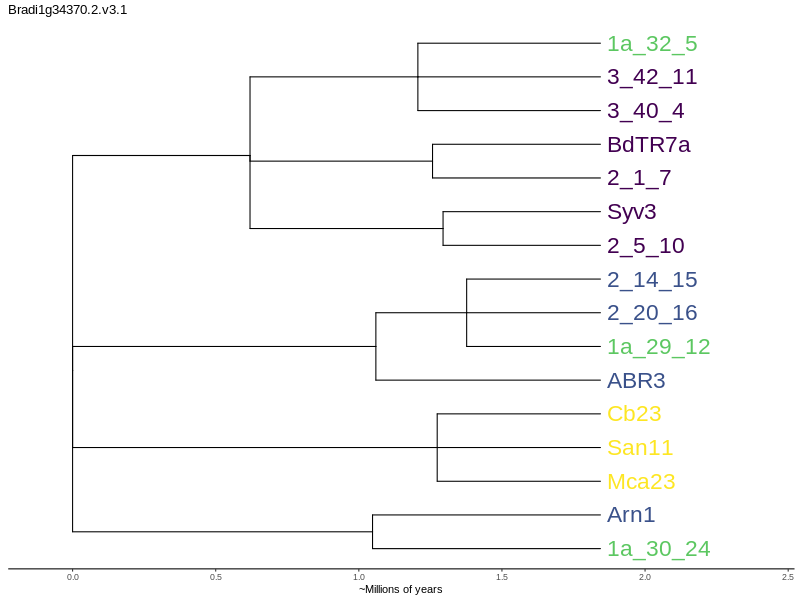 Bradi1g34370.2.v3.1
1a_32_5
3_42_11
3_40_4
BdTR7a
2_1_7
Syv3
2_5_10
2_14_15
2_20_16
1a_29_12
ABR3
Cb23
San11
Mca23
Arn1
1a_30_24
0.0 0.5 1.0 1.5 2.0 2.5
~Millions of years